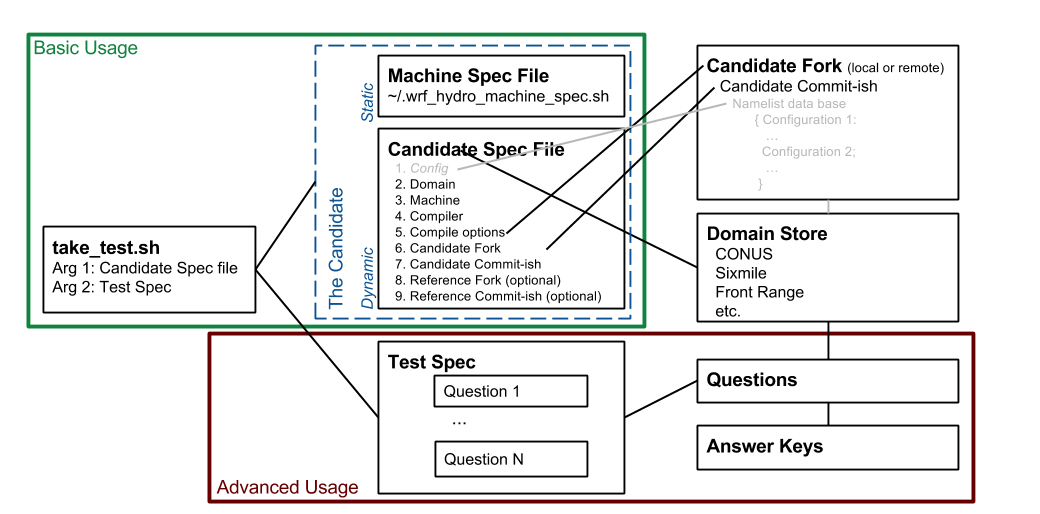 Basic Usage
take_test.sh
Arg 1: Candidate Spec file
Arg 2: Test Spec
The Candidate
Static
Dynamic
Machine Spec File
~/.wrf_hydro_machine_spec.sh
Candidate Spec File
1. Config
2. Domain
3. Machine
4. Compiler
5. Compile options
6. Candidate Fork
7. Candidate Commit-ish
8. Reference Fork (optional)
9. Reference Commit-ish (optional)
Candidate Fork (local or remote)
Candidate Commit-ish
Namelist data base
{ Configuration 1:
...
Configuration 2;
...
}
Domain Store
CONUS
Sixmile
Front Range
etc.
Test Spec
Question 1
...
Question N
Questions
Answer Keys
Advanced Usage